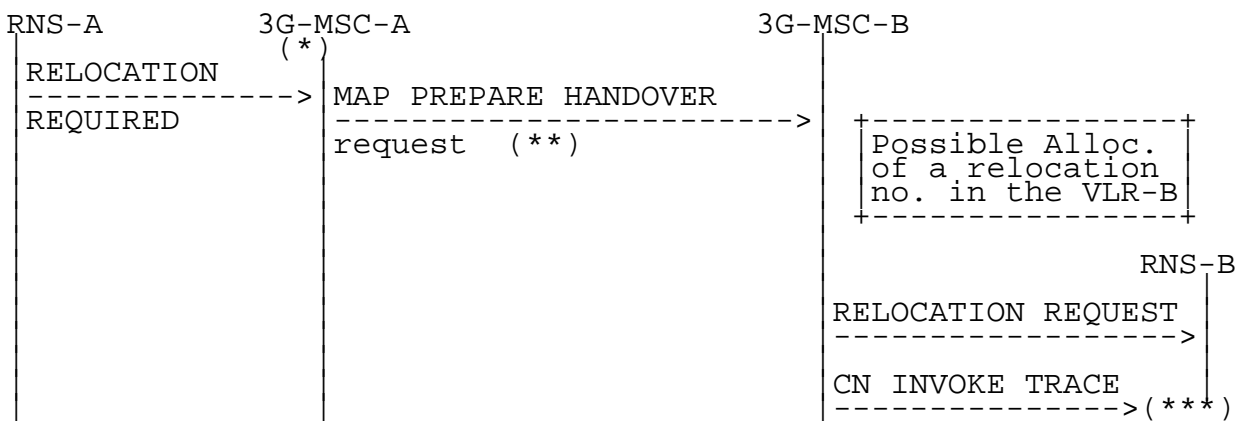 RNS-A 3G-MSC-A 3G-MSC-B
(*)
RELOCATION
--------------> MAP PREPARE HANDOVER
REQUIRED ------------------------> +-----------------+
request (**) Possible Alloc.
of a relocation
no. in the VLR-B
+-----------------+
RNS-B
RELOCATION REQUEST
------------------>
CN INVOKE TRACE
--------------->(***)